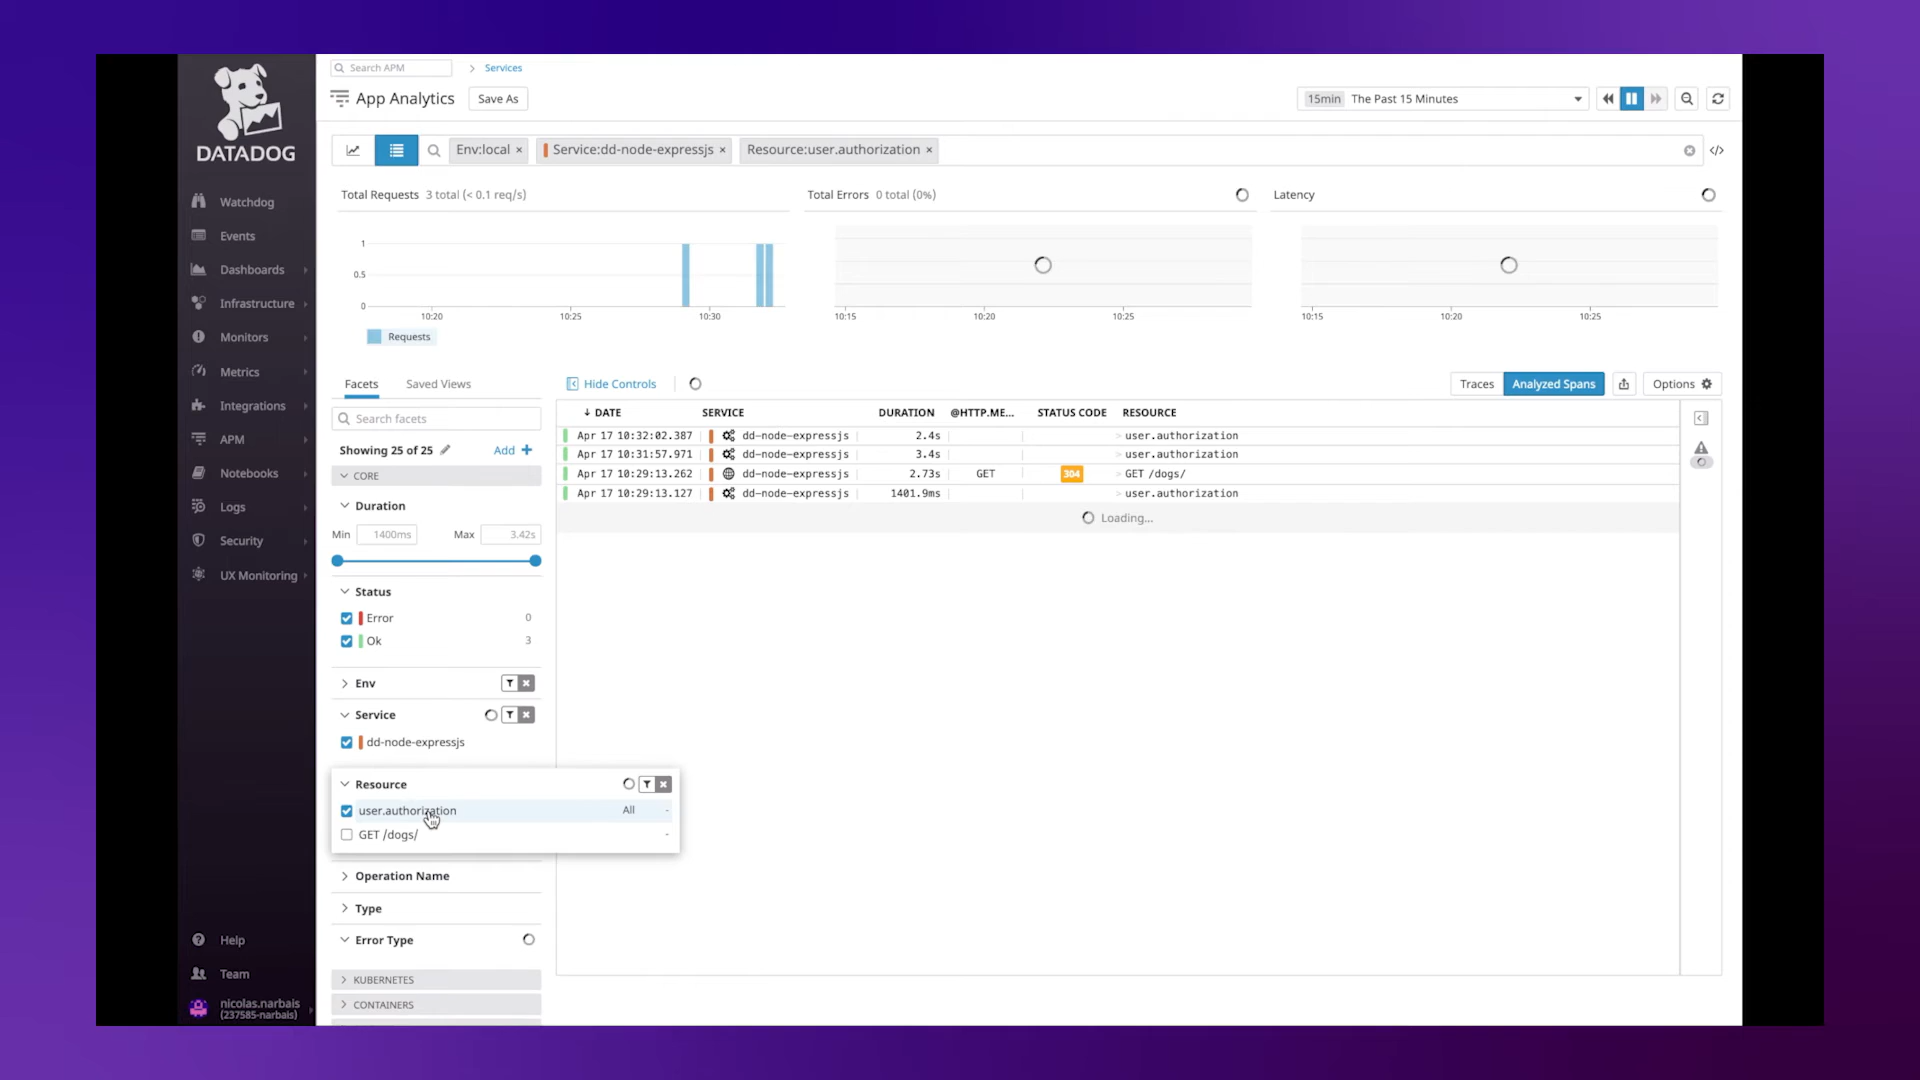 DATADOG
Watchdog
Events
Dashboards
Infrastructure
Monitors
Metrics
Integrations
APM
Notebooks
Logs
Security
UX Monitoring
Help
Team
nicolas.narbais
(237585-narbais)
Search APM > Services
App Analytics Save As
15min The Past 15 Minutes
Env:local × Service:dd-node-expressjs × Resource:user.authorization × </>
Total Requests 3 total (< 0.1 req/s)
1
0.5
0
10:20 10:25 10:30
Requests
Total Errors 0 total (0%)
10:15 10:20 10:25
Latency
10:15 10:20 10:25
Facets Saved Views
Search facets
Showing 25 of 25 Add +
CORE
Duration
Min 1400ms Max 3.42s
Status
Error 0
Ok 3
Env
Service
dd-node-expressjs
Resource
user.authorization All -
GET /dogs/ -
Operation Name
Type
Error Type
KUBERNETES
CONTAINERS
Hide Controls
Traces Analyzed Spans Options
↓ DATE SERVICE DURATION @HTTP.ME... STATUS CODE RESOURCE
Apr 17 10:32:02.387 dd-node-expressjs 2.4s > user.authorization
Apr 17 10:31:57.971 dd-node-expressjs 3.4s > user.authorization
Apr 17 10:29:13.262 dd-node-expressjs 2.73s GET 304 > GET /dogs/
Apr 17 10:29:13.127 dd-node-expressjs 1401.9ms > user.authorization
Loading...